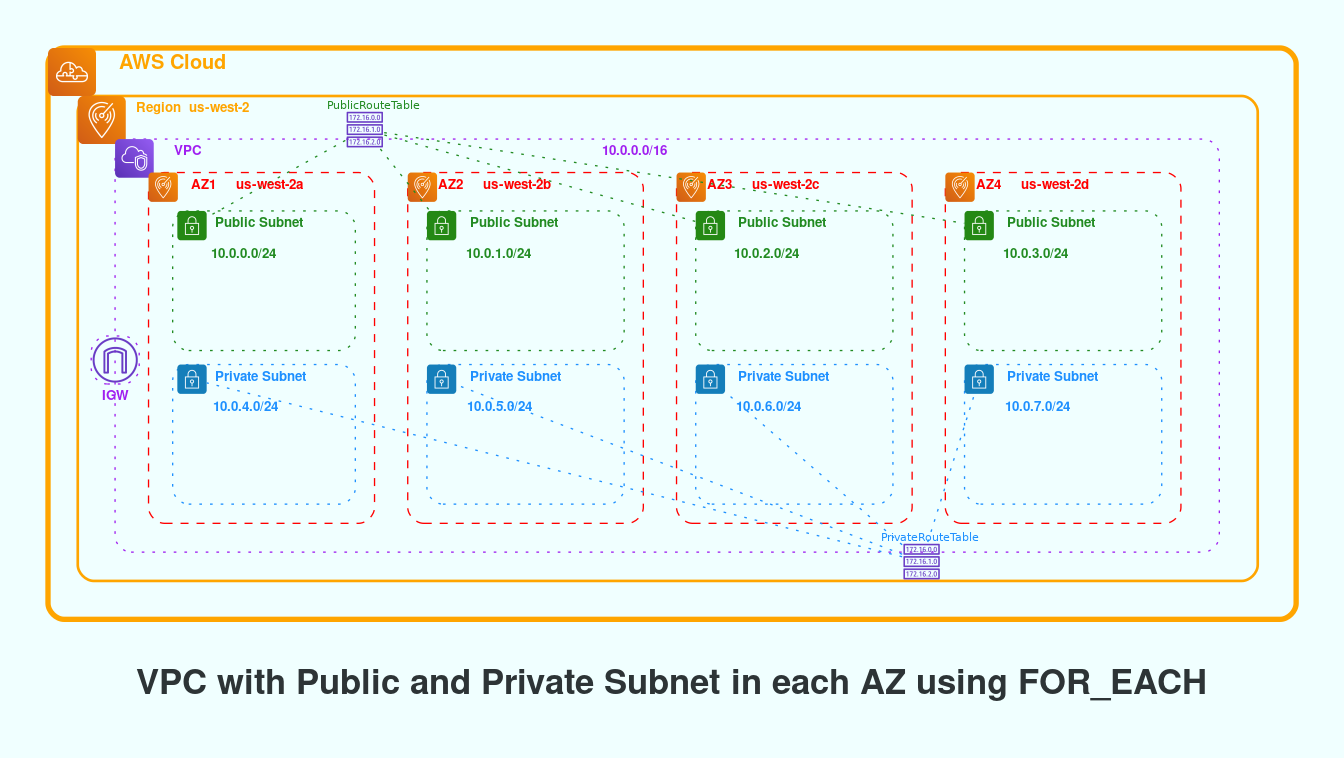 AWS Cloud
Region us-west-2
PublicRouteTable
172.16.0.0
172.16.1.0
172.16.2.0
VPC
10.0.0.0/16
AZ1 us-west-2a
AZ2 us-west-2b
AZ3 us-west-2c
AZ4 us-west-2d
Public Subnet
10.0.0.0/24
Public Subnet
10.0.1.0/24
Public Subnet
10.0.2.0/24
Public Subnet
10.0.3.0/24
IGW
Private Subnet
10.0.4.0/24
Private Subnet
10.0.5.0/24
Private Subnet
10.0.6.0/24
Private Subnet
10.0.7.0/24
PrivateRouteTable
172.16.0.0
172.16.1.0
172.16.2.0
VPC with Public and Private Subnet in each AZ using FOR_EACH